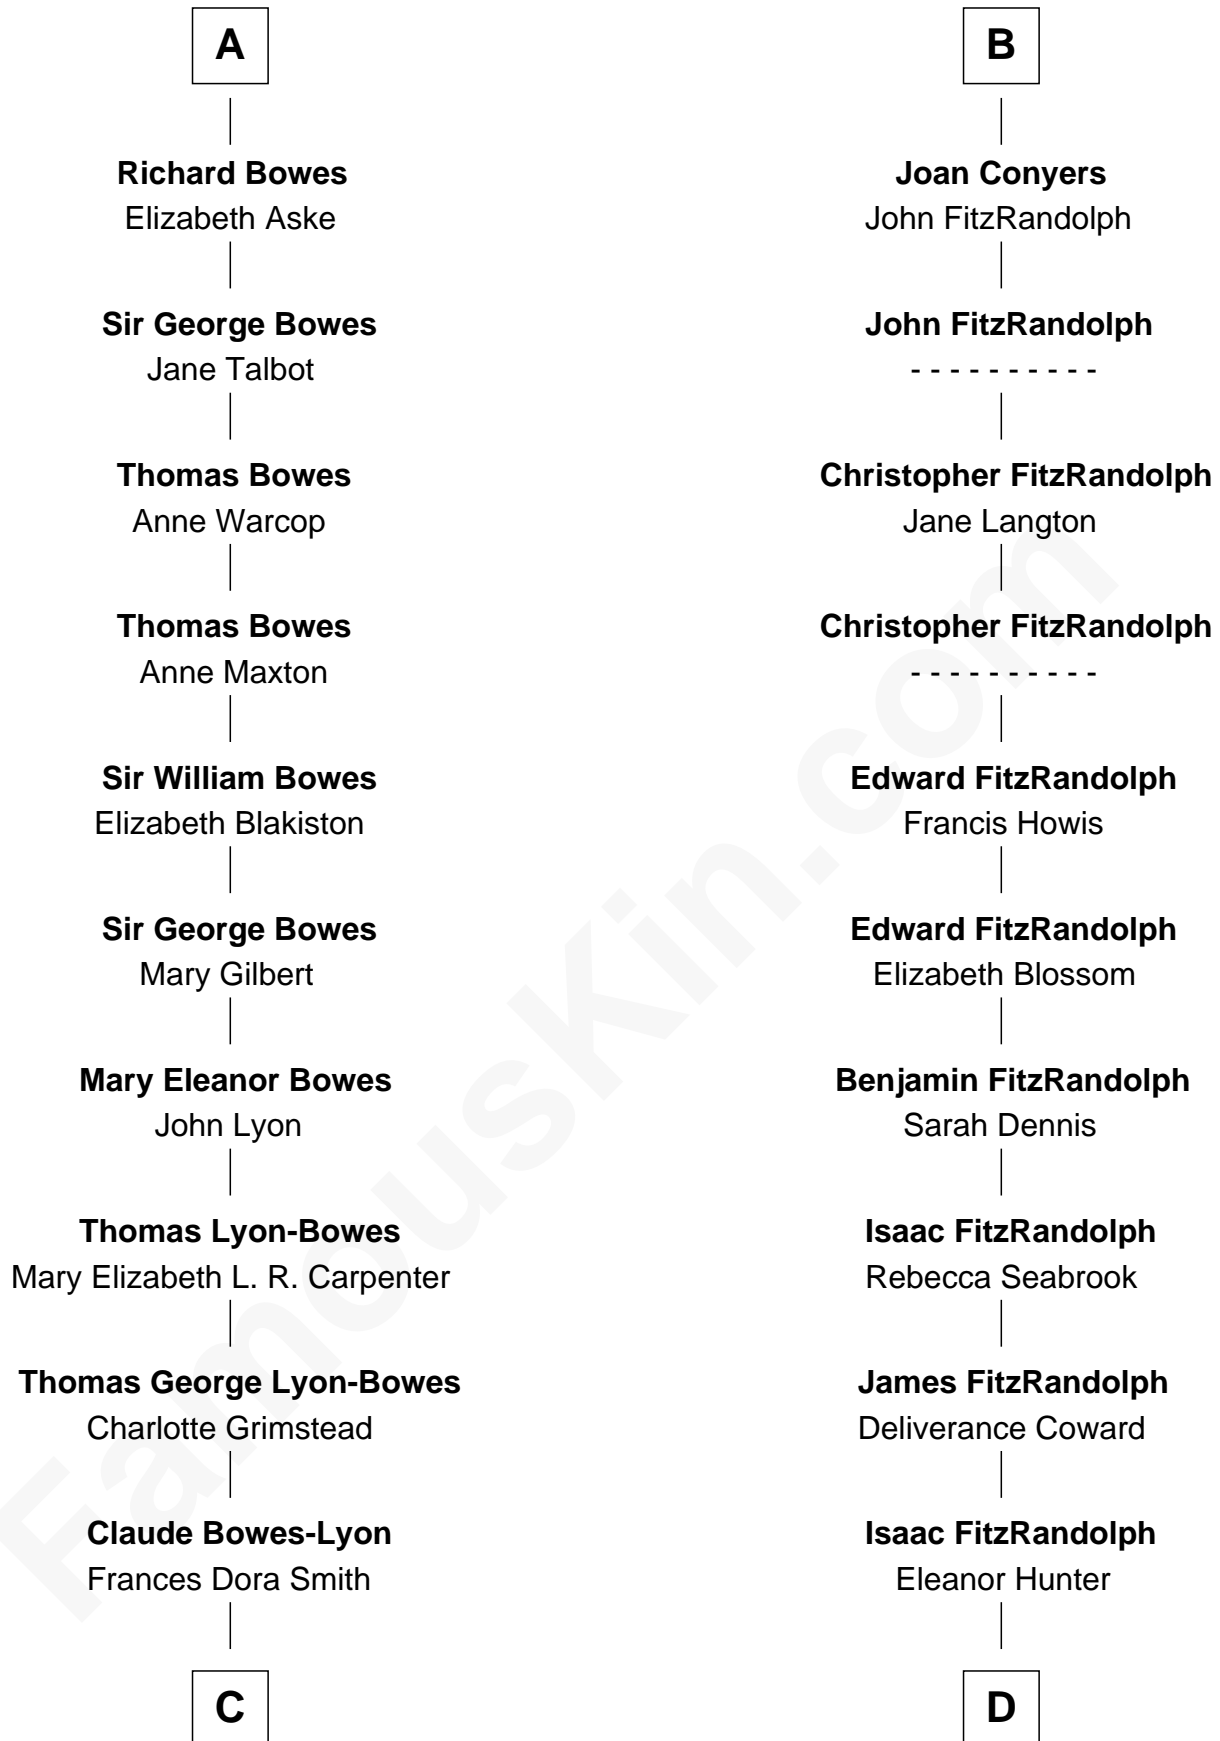 A
Richard Bowes
Elizabeth Aske
Sir George Bowes
Jane Talbot
Thomas Bowes
Anne Warcop
Thomas Bowes
Anne Maxton
Sir William Bowes
Elizabeth Blakiston
Sir George Bowes
Mary Gilbert
Mary Eleanor Bowes
John Lyon
Thomas Lyon-Bowes
Mary Elizabeth L. R. Carpenter
Thomas George Lyon-Bowes
Charlotte Grimstead
Claude Bowes-Lyon
Frances Dora Smith
C
B
Joan Conyers
John FitzRandolph
John FitzRandolph
- - - - - - - - - -
Christopher FitzRandolph
Jane Langton
Christopher FitzRandolph
- - - - - - - - - -
Edward FitzRandolph
Francis Howis
Edward FitzRandolph
Elizabeth Blossom
Benjamin FitzRandolph
Sarah Dennis
Isaac FitzRandolph
Rebecca Seabrook
James FitzRandolph
Deliverance Coward
Isaac FitzRandolph
Eleanor Hunter
D
FamousKin.com